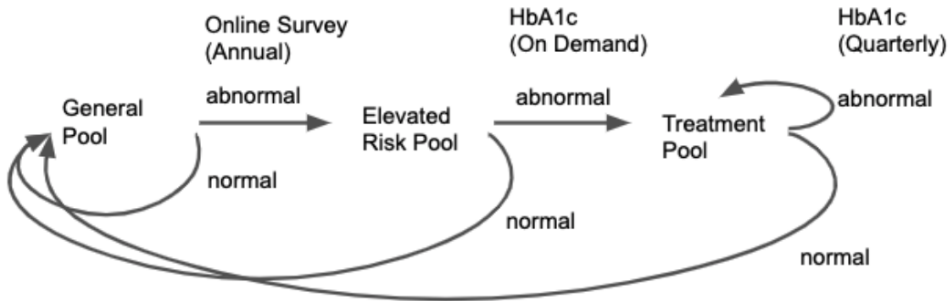 Online Survey
(Annual)
HbA1c
(On Demand)
HbA1c
(Quarterly)
General
Pool
abnormal
normal
Elevated
Risk Pool
abnormal
normal
Treatment
Pool
abnormal
normal